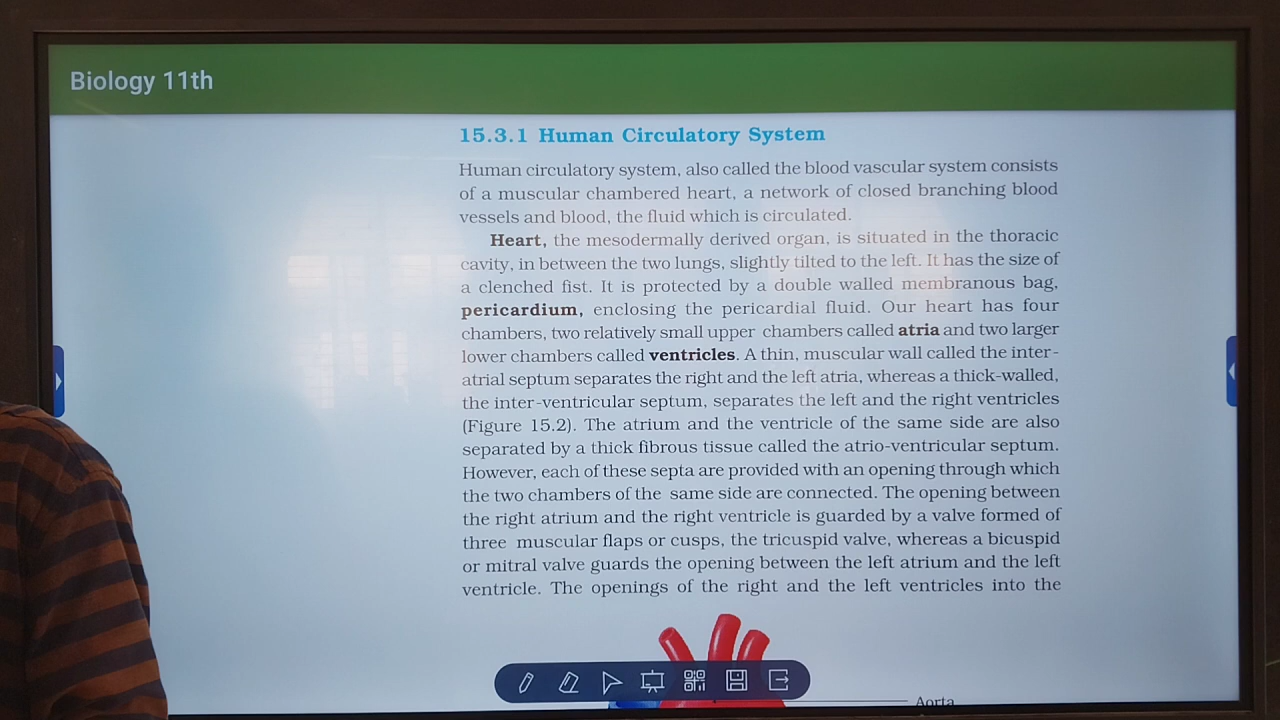 Biology 11th
15.3.1 Human Circulatory System
Human circulatory system, also called the blood vascular system consists
of a muscular chambered heart, a network of closed branching blood
vessels and blood, the fluid which is circulated.
Heart, the mesodermally derived organ, is situated in the thoracic
cavity, in between the two lungs, slightly tilted to the left. It has the size of
a clenched fist. It is protected by a double walled membranous bag,
pericardium, enclosing the pericardial fluid. Our heart has four
chambers, two relatively small upper chambers called atria and two larger
lower chambers called ventricles. A thin, muscular wall called the inter-
atrial septum separates the right and the left atria, whereas a thick-walled,
the inter-ventricular septum, separates the left and the right ventricles
(Figure 15.2). The atrium and the ventricle of the same side are also
separated by a thick fibrous tissue called the atrio-ventricular septum.
However, each of these septa are provided with an opening through which
the two chambers of the same side are connected. The opening between
the right atrium and the right ventricle is guarded by a valve formed of
three muscular flaps or cusps, the tricuspid valve, whereas a bicuspid
or mitral valve guards the opening between the left atrium and the left
ventricle. The openings of the right and the left ventricles into the
Aorta